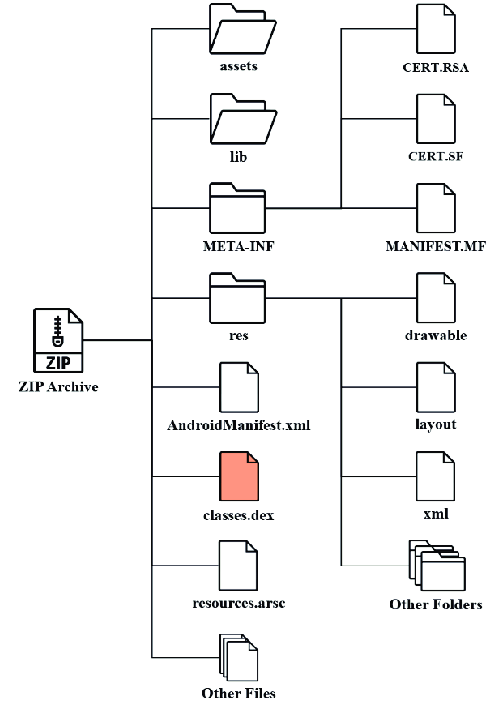 assets
CERT.RSA
lib
CERT.SF
META-INF
MANIFEST.MF
res
drawable
ZIP
ZIP Archive
AndroidManifest.xml
layout
classes.dex
xml
resources.arsc
Other Folders
Other Files